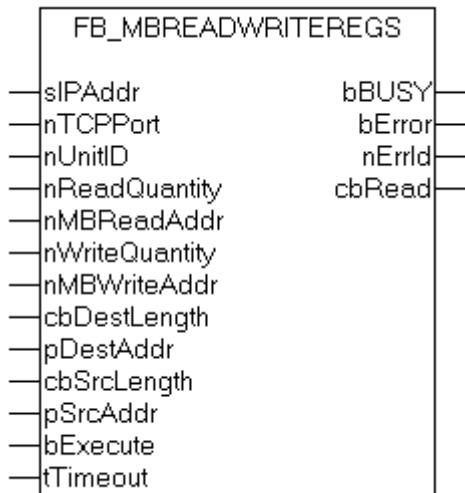 FB_MBREADWRITEREGS
sIPAddr bBUSY
nTCPPort bError
nUnitID nErrId
nReadQuantity cbRead
nMBReadAddr
nWriteQuantity
nMBWriteAddr
cbDestLength
pDestAddr
cbSrcLength
pSrcAddr
bExecute
tTimeout